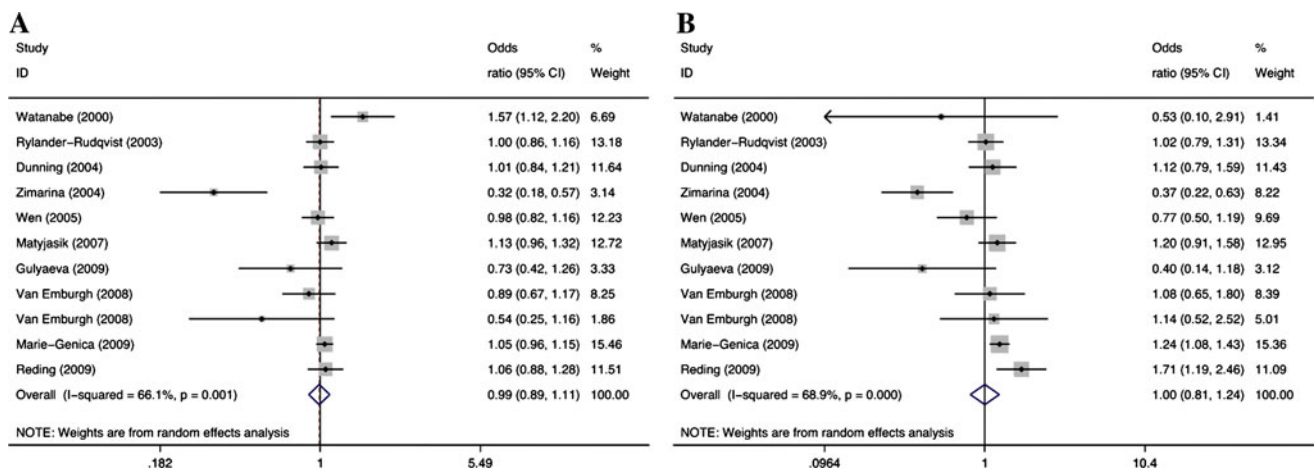 A
Study Odds %
ID ratio (95% CI) Weight
Watanabe (2000) 1.57 (1.12, 2.20) 6.69
Rylander-Rudqvist (2003) 1.00 (0.86, 1.16) 13.18
Dunning (2004) 1.01 (0.84, 1.21) 11.64
Zimarina (2004) 0.32 (0.18, 0.57) 3.14
Wen (2005) 0.98 (0.82, 1.16) 12.23
Matyjasik (2007) 1.13 (0.96, 1.32) 12.72
Gulyaeva (2009) 0.73 (0.42, 1.26) 3.33
Van Emburgh (2008) 0.89 (0.67, 1.17) 8.25
Van Emburgh (2008) 0.54 (0.25, 1.16) 1.86
Marie-Genica (2009) 1.05 (0.96, 1.15) 15.46
Reding (2009) 1.06 (0.88, 1.28) 11.51
Overall (I-squared = 66.1%, p = 0.001) 0.99 (0.89, 1.11) 100.00
NOTE: Weights are from random effects analysis
.182 1 5.49
B
Study Odds %
ID ratio (95% CI) Weight
Watanabe (2000) 0.53 (0.10, 2.91) 1.41
Rylander-Rudqvist (2003) 1.02 (0.79, 1.31) 13.34
Dunning (2004) 1.12 (0.79, 1.59) 11.43
Zimarina (2004) 0.37 (0.22, 0.63) 8.22
Wen (2005) 0.77 (0.50, 1.19) 9.69
Matyjasik (2007) 1.20 (0.91, 1.58) 12.95
Gulyaeva (2009) 0.40 (0.14, 1.18) 3.12
Van Emburgh (2008) 1.08 (0.65, 1.80) 8.39
Van Emburgh (2008) 1.14 (0.52, 2.52) 5.01
Marie-Genica (2009) 1.24 (1.08, 1.43) 15.36
Reding (2009) 1.71 (1.19, 2.46) 11.09
Overall (I-squared = 68.9%, p = 0.000) 1.00 (0.81, 1.24) 100.00
NOTE: Weights are from random effects analysis
.0964 1 10.4